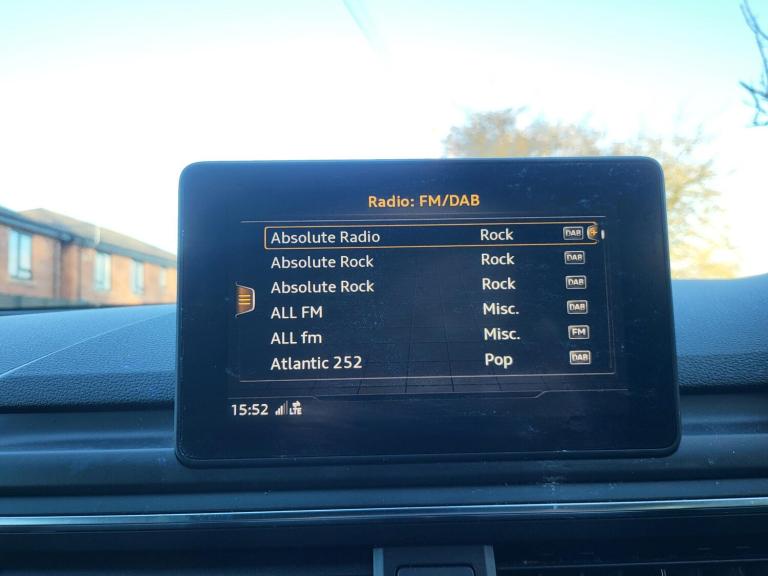 Radio: FM/DAB
Absolute Radio Rock DAB
Absolute Rock Rock DAB
Absolute Rock Rock DAB
ALL FM Misc. DAB
ALL fm Misc. FM
Atlantic 252 Pop DAB
15:52 LTE